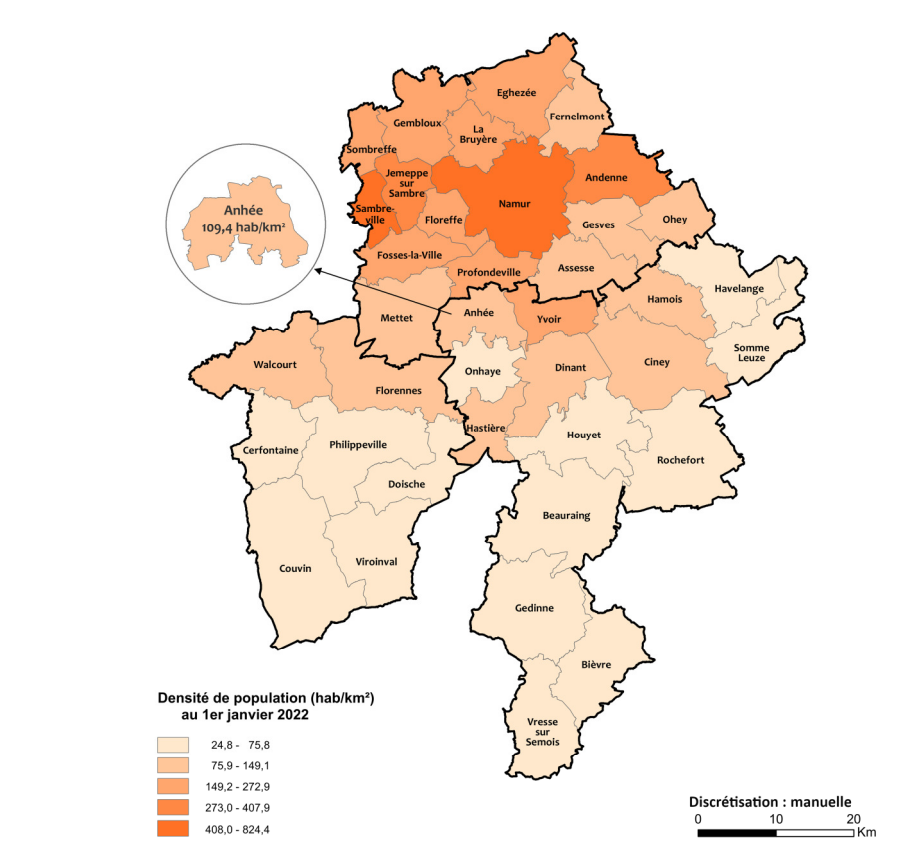 Eghezée
Fernelmont
Gembloux
La
Bruyère
Sombreffe
Jemeppe
sur
Sambre
Andenne
Namur
Sambre-
ville
Floreffe
Gesves
Ohey
Anhée
109,4 hab/km²
Fosses-la-Ville
Profondeville
Assesse
Havelange
Hamois
Mettet
Anhée
Yvoir
Somme
Leuze
Walcourt
Onhaye
Dinant
Ciney
Florennes
Hastière
Houyet
Cerfontaine
Philippeville
Rochefort
Doische
Beauraing
Couvin
Viroinval
Gedinne
Bièvre
Vresse
sur
Semois
Densité de population (hab/km²)
au 1er janvier 2022
24,8 - 75,8
75,9 - 149,1
149,2 - 272,9
273,0 - 407,9
408,0 - 824,4
Discrétisation : manuelle
0 10 20
Km